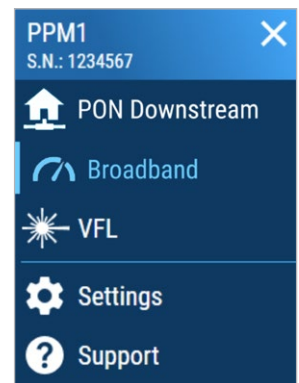 PPM1
S.N.: 1234567
PON Downstream
Broadband
VFL
Settings
? Support